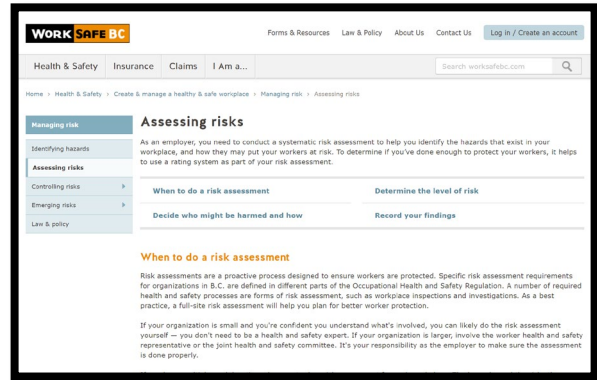 WORK SAFE BC
Forms & Resources Law & Policy About Us Contact Us Log in / Create an account
Health & Safety Insurance Claims I Am a... Search worksafebc.com
Home › Health & Safety › Create & manage a healthy & safe workplace › Managing risk › Assessing risks
Managing risk
Identifying hazards
Assessing risks
Controlling risks
Emerging risks
Law & policy
Assessing risks
As an employer, you need to conduct a systematic risk assessment to help you identify the hazards that exist in your
workplace, and how they may put your workers at risk. To determine if you've done enough to protect your workers, it helps
to use a rating system as part of your risk assessment.
When to do a risk assessment Determine the level of risk
Decide who might be harmed and how Record your findings
When to do a risk assessment
Risk assessments are a proactive process designed to ensure workers are protected. Specific risk assessment requirements
for organizations in B.C. are defined in different parts of the Occupational Health and Safety Regulation. A number of required
health and safety processes are forms of risk assessment, such as workplace inspections and investigations. As a best
practice, a full-site risk assessment will help you plan for better worker protection.
If your organization is small and you're confident you understand what's involved, you can likely do the risk assessment
yourself — you don't need to be a health and safety expert. If your organization is larger, involve the worker health and safety
representative or the joint health and safety committee. It's your responsibility as the employer to make sure the assessment
is done properly.